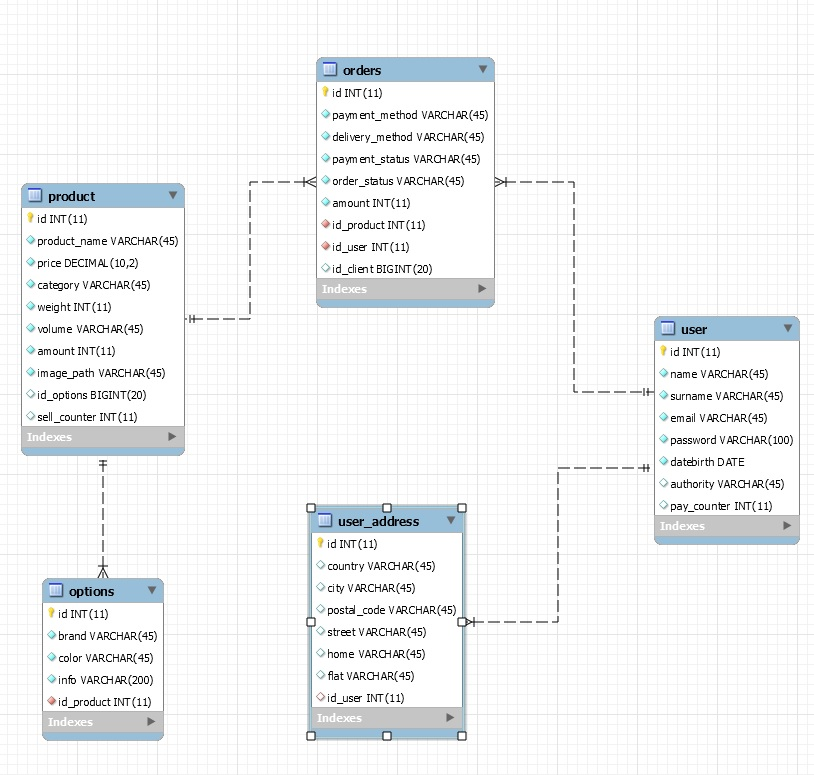 orders
id INT(11)
payment_method VARCHAR(45)
delivery_method VARCHAR(45)
payment_status VARCHAR(45)
order_status VARCHAR(45)
amount INT(11)
id_product INT(11)
id_user INT(11)
id_client BIGINT(20)
Indexes
product
id INT(11)
product_name VARCHAR(45)
price DECIMAL(10,2)
category VARCHAR(45)
weight INT(11)
volume VARCHAR(45)
amount INT(11)
image_path VARCHAR(45)
id_options BIGINT(20)
sell_counter INT(11)
Indexes
user
id INT(11)
name VARCHAR(45)
surname VARCHAR(45)
email VARCHAR(45)
password VARCHAR(100)
datebirth DATE
authority VARCHAR(45)
pay_counter INT(11)
Indexes
user_address
id INT(11)
country VARCHAR(45)
city VARCHAR(45)
postal_code VARCHAR(45)
street VARCHAR(45)
home VARCHAR(45)
flat VARCHAR(45)
id_user INT(11)
Indexes
options
id INT(11)
brand VARCHAR(45)
color VARCHAR(45)
info VARCHAR(200)
id_product INT(11)
Indexes